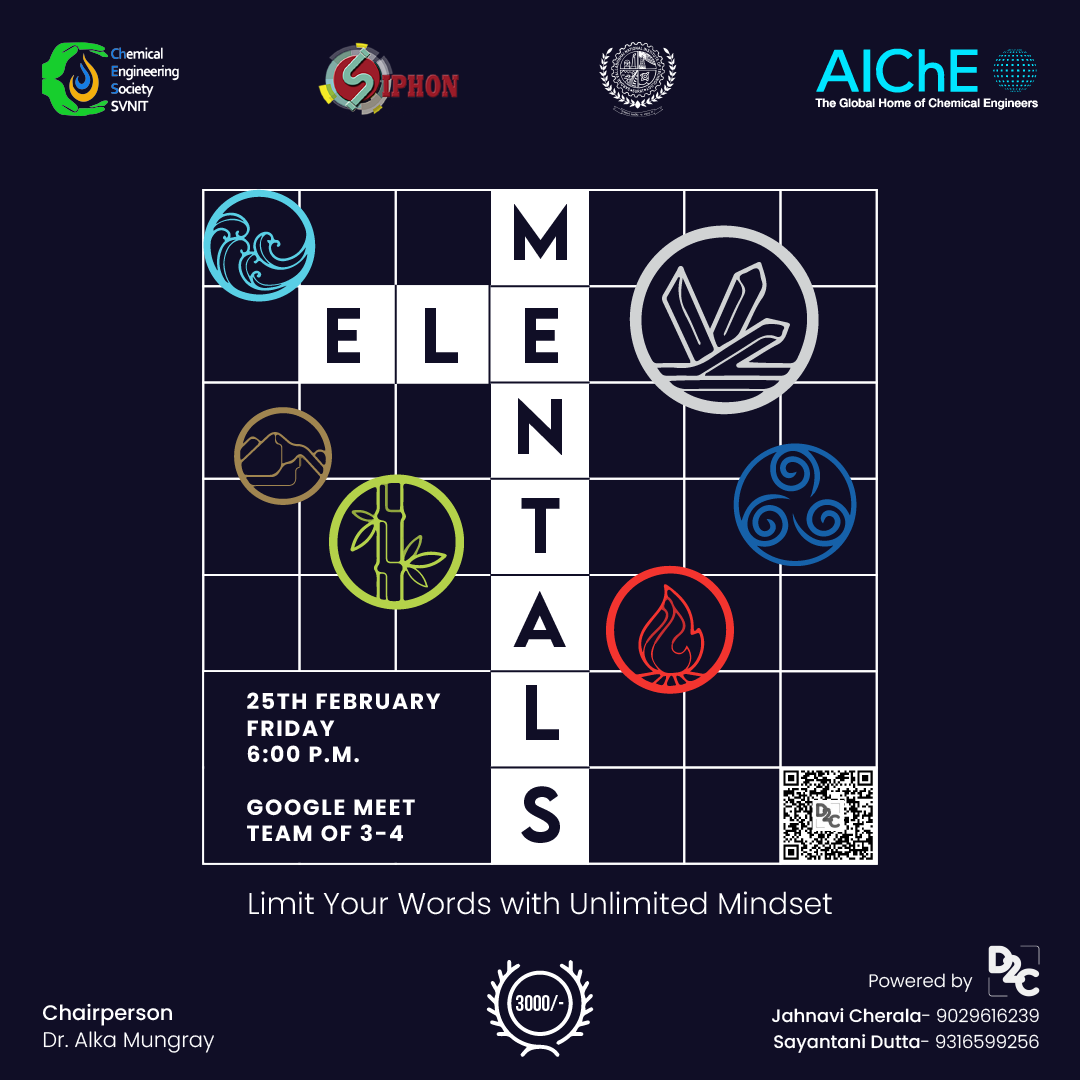 Chemical
Engineering
Society
SVNIT
SIPHON
AIChE
The Global Home of Chemical Engineers
M
E L E
N
T
A
L
S
25TH FEBRUARY
FRIDAY
6:00 P.M.
GOOGLE MEET
TEAM OF 3-4
D2C
Limit Your Words with Unlimited Mindset
3000/-
Chairperson
Dr. Alka Mungray
Powered by D2C
Jahnavi Cherala- 9029616239
Sayantani Dutta- 9316599256